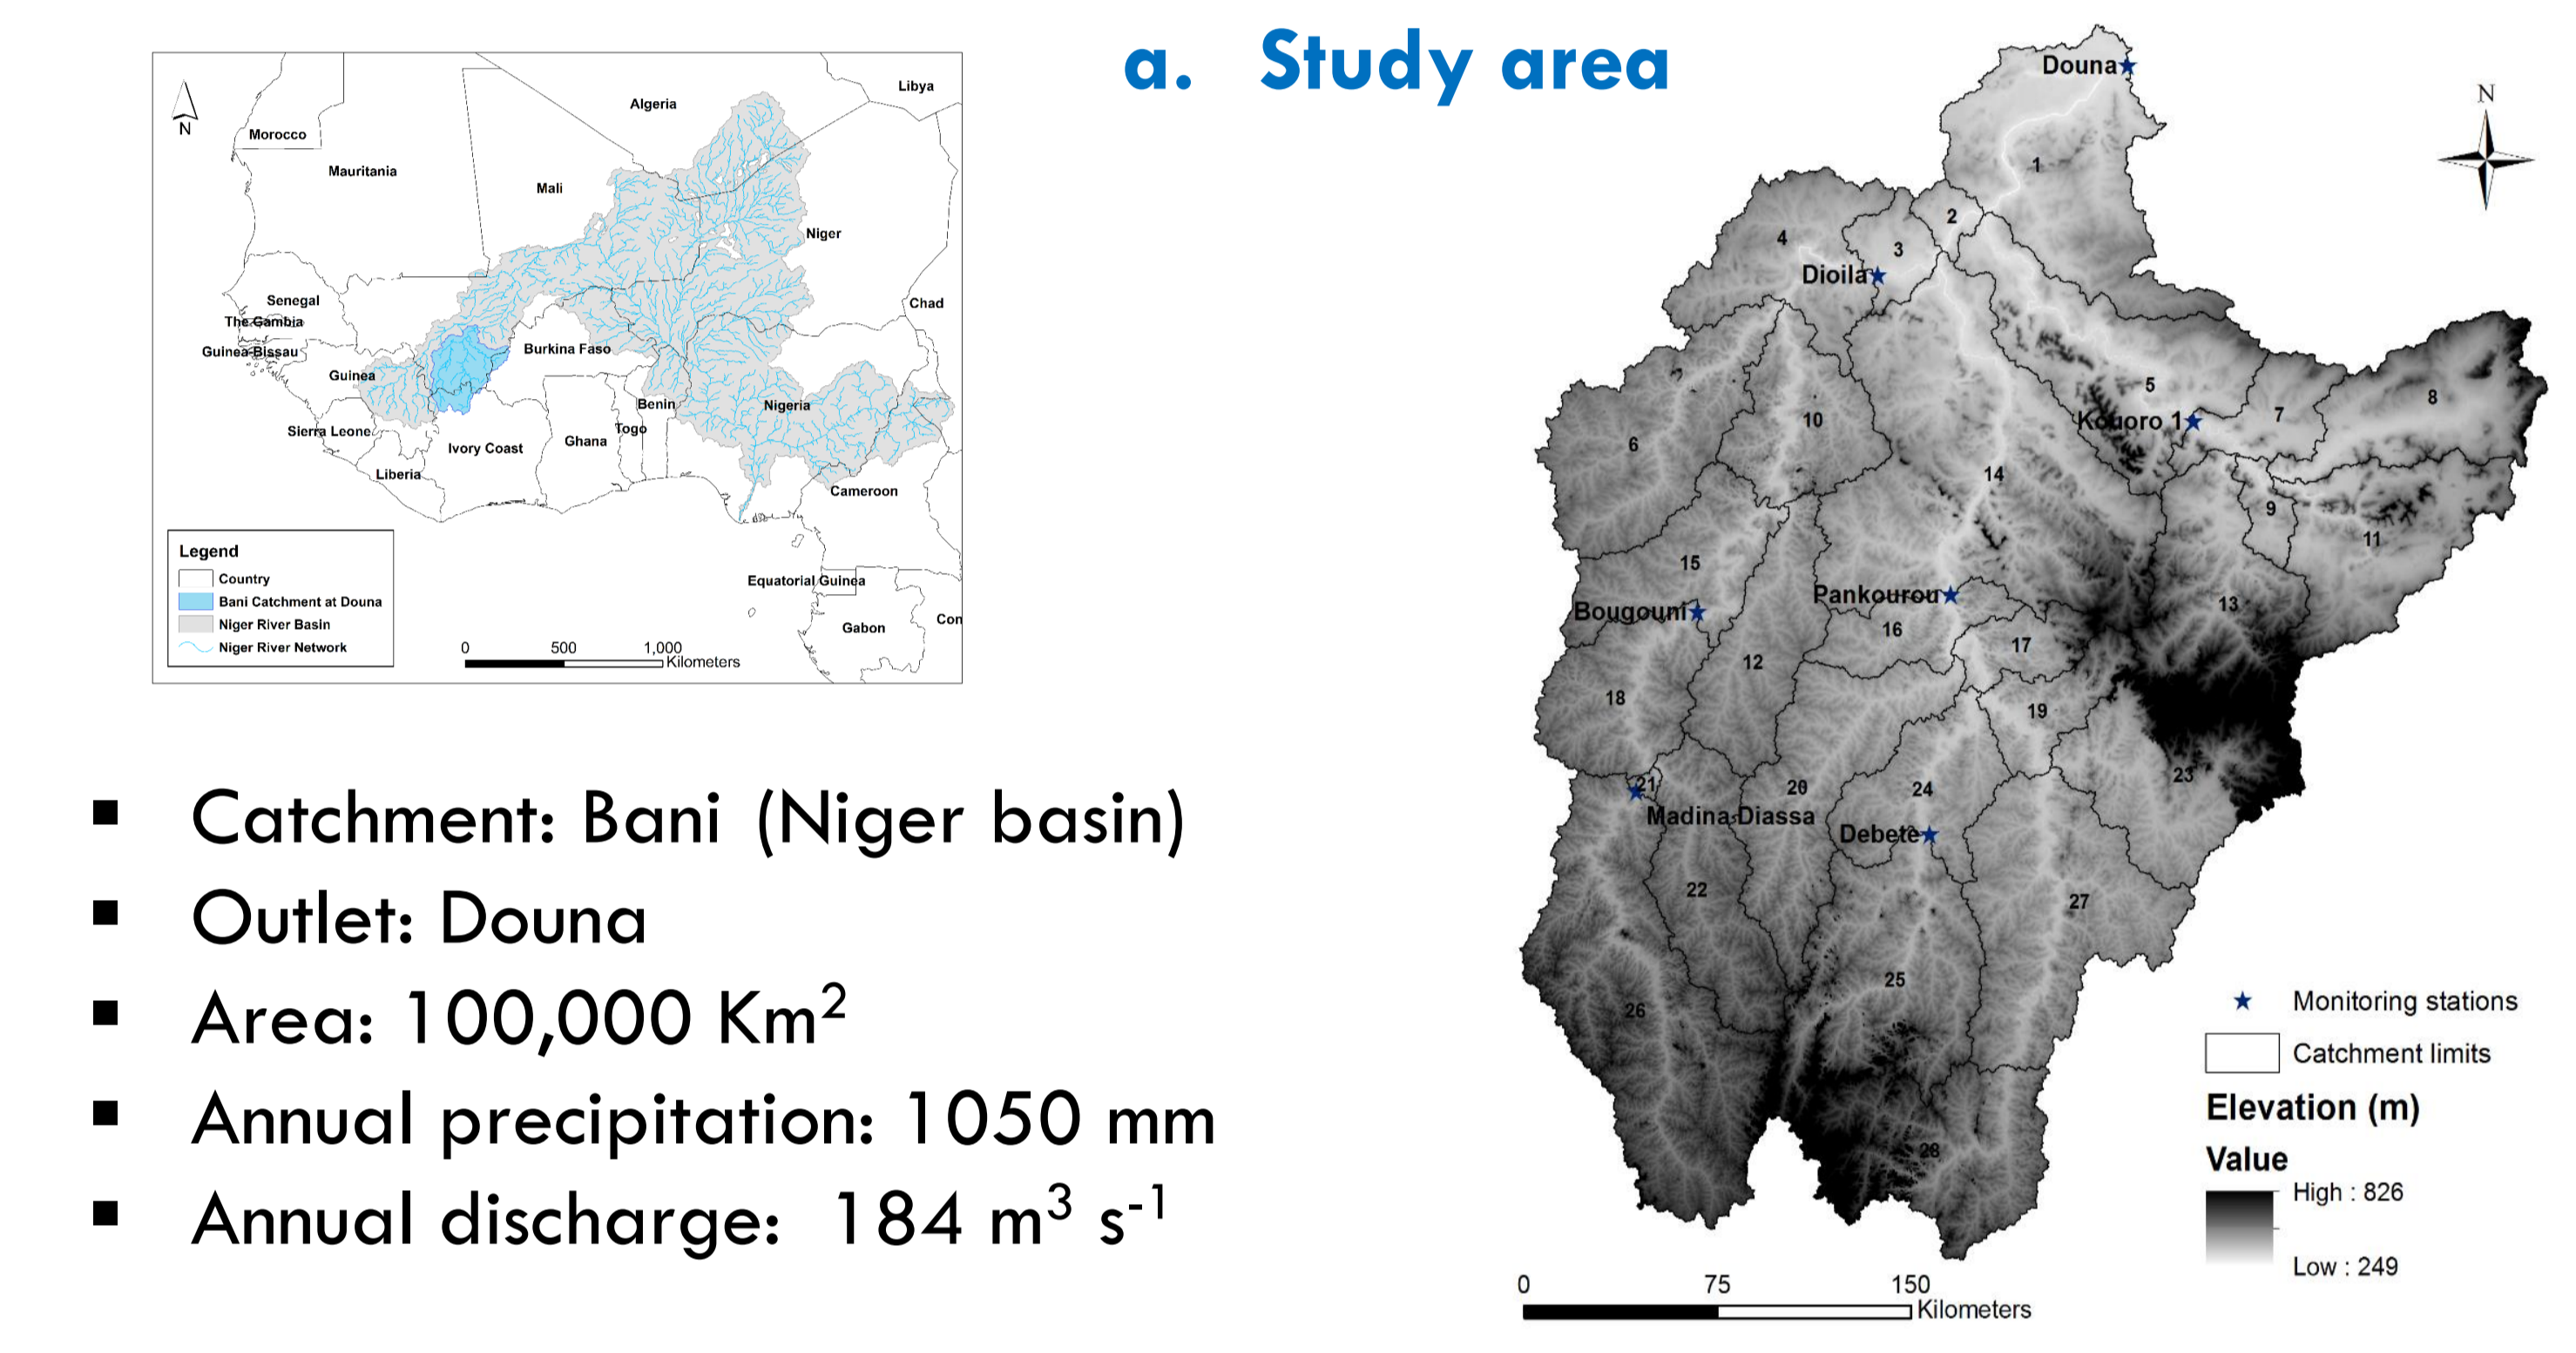 a. Study area
N
Libya
Algeria
Morocco
Mauritania
Mali
Niger
Senegal
Chad
The Gambia
Guinea-Bissau
Burkina Faso
Guinea
Benin
Nigeria
Sierra Leone
Togo
Ivory Coast
Ghana
Liberia
Cameroon
Equatorial Guinea
Gabon
Con
Legend
Country
Bani Catchment at Douna
Niger River Basin
Niger River Network
0 500 1,000
Kilometers
▪ Catchment: Bani (Niger basin)
▪ Outlet: Douna
▪ Area: 100,000 Km²
▪ Annual precipitation: 1050 mm
▪ Annual discharge: 184 m³ s⁻¹
Douna
N
1
2
4
3
Dioila
5
8
7
Kouoro 1
10
6
14
9
11
15
Pankourou
Bougouni
13
16
17
12
18
19
23
21
20
24
Madina Diassa
Debete
22
27
25
26
28
Monitoring stations
Catchment limits
Elevation (m)
Value
High : 826
Low : 249
0 75 150
Kilometers